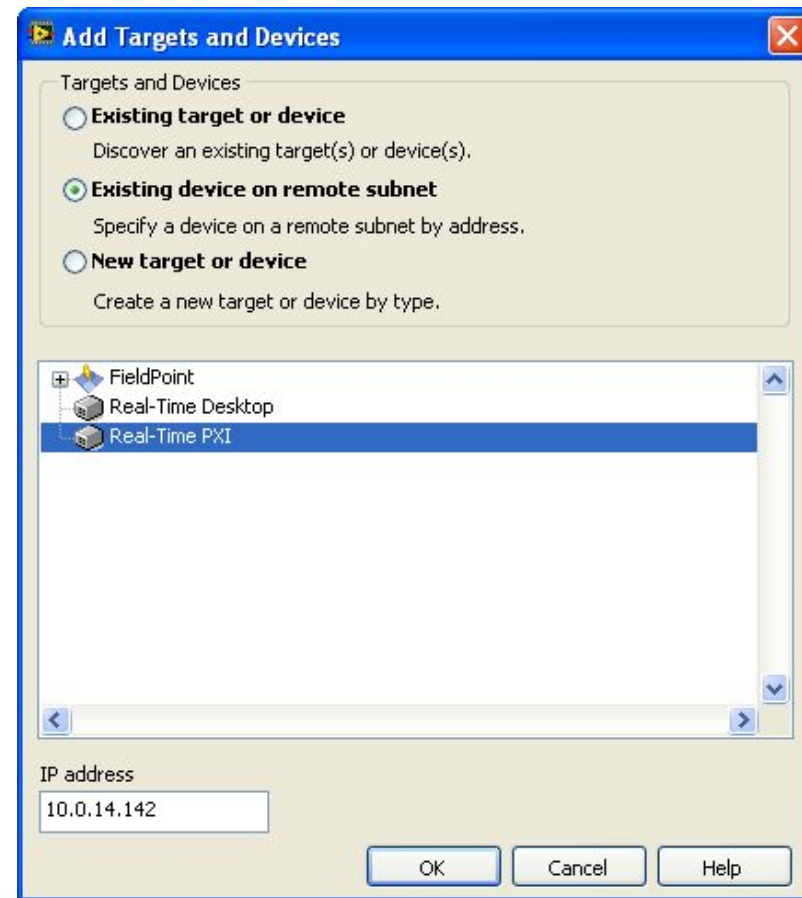 Add Targets and Devices
Targets and Devices
Existing target or device
Discover an existing target(s) or device(s).
Existing device on remote subnet
Specify a device on a remote subnet by address.
New target or device
Create a new target or device by type.
FieldPoint
Real-Time Desktop
Real-Time PXI
IP address
10.0.14.142
OK Cancel Help